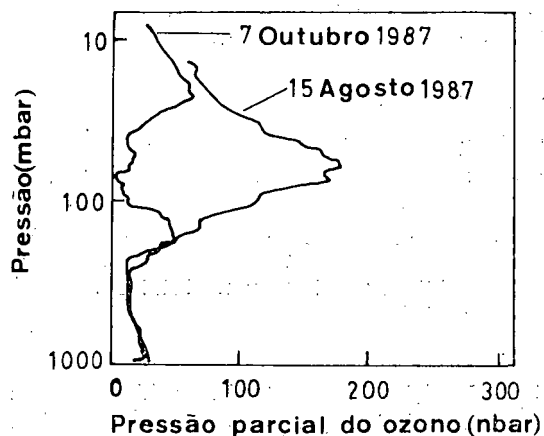 10
7 Outubro 1987
15 Agosto 1987
Pressão(mbar)
100
1000
0 100 200 300
Pressão parcial do ozono (nbar)